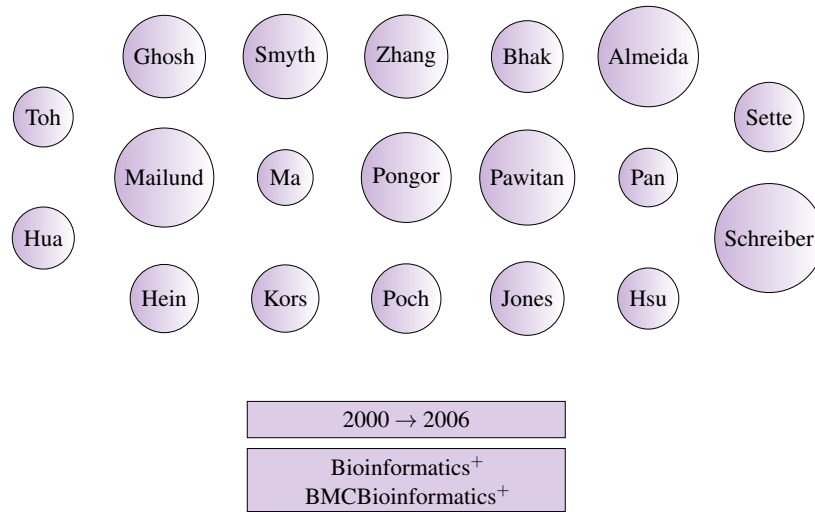 Ghosh
Smyth
Zhang
Bhak
Almeida
Toh
Sette
Mailund
Ma
Pongor
Pawitan
Pan
Hua
Schreiber
Hein
Kors
Poch
Jones
Hsu
2000 → 2006
Bioinformatics⁺
BMCBioinformatics⁺